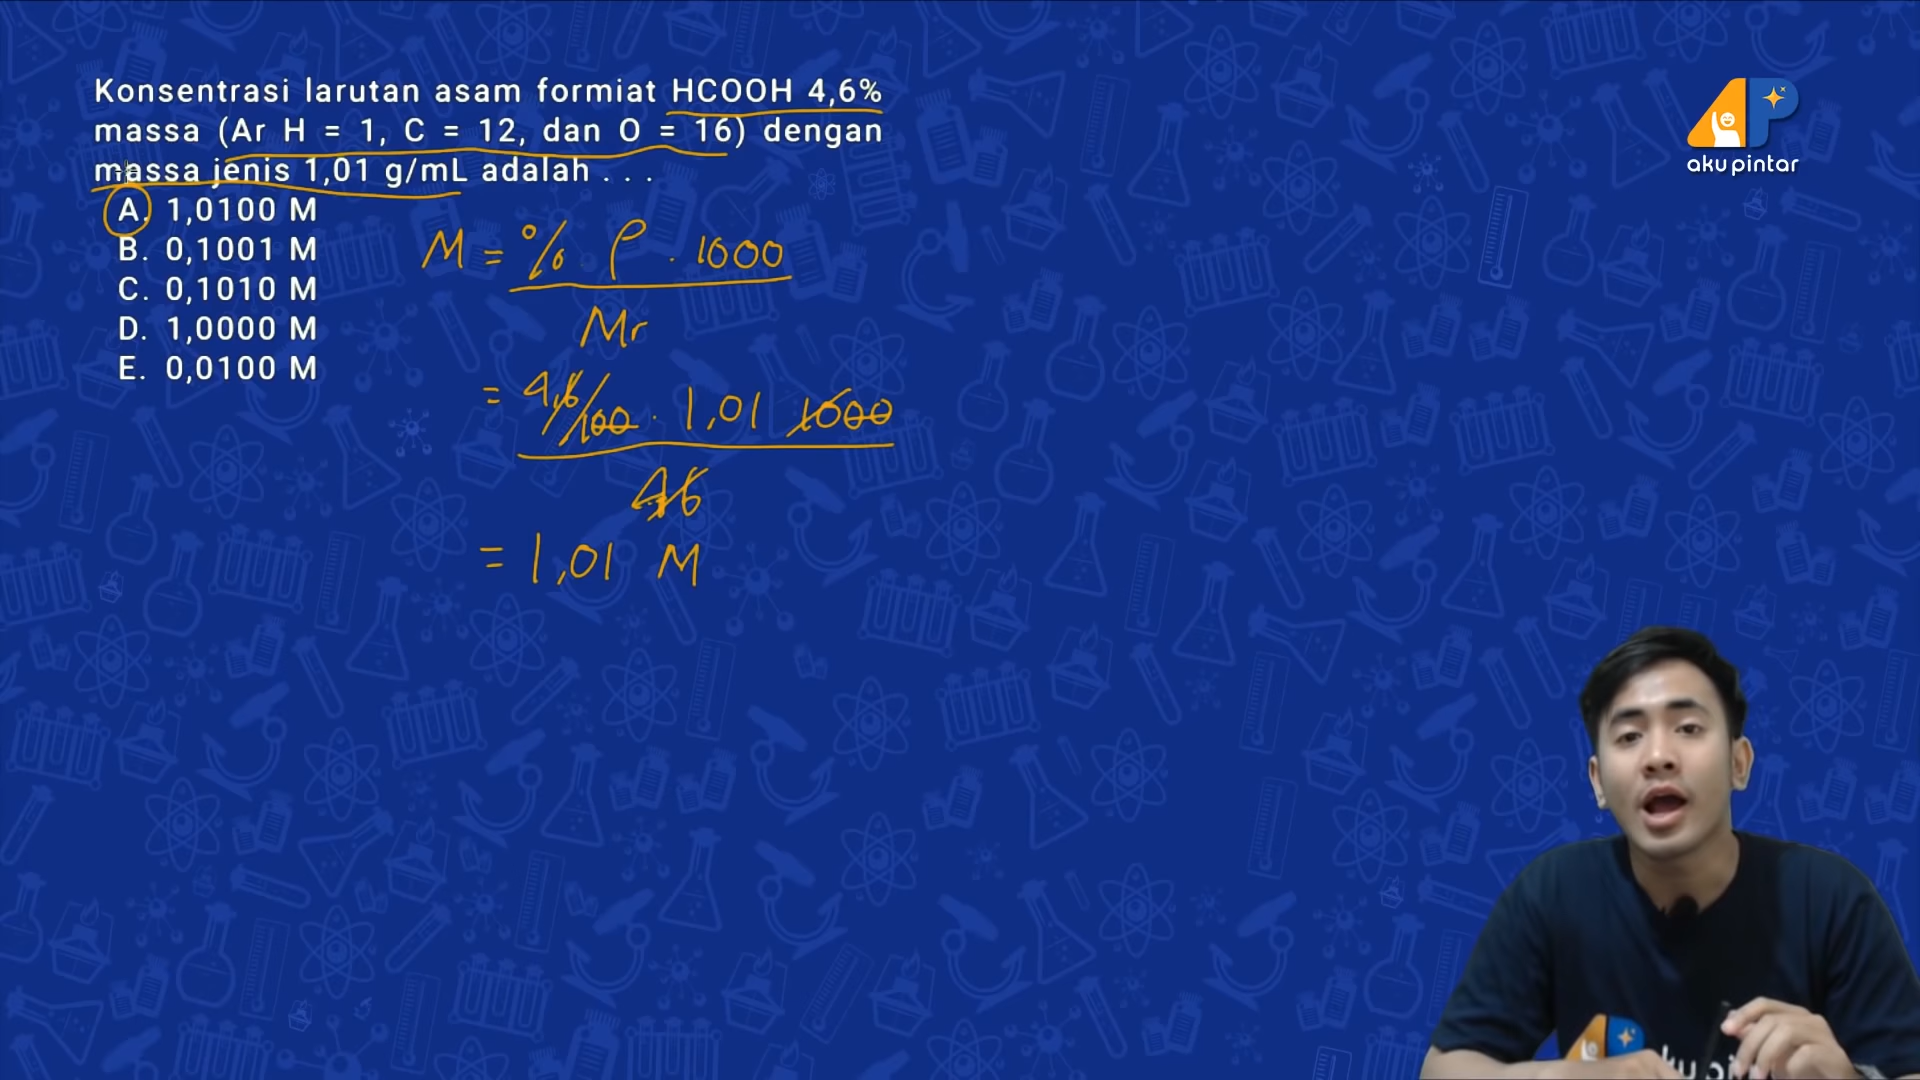 Konsentrasi larutan asam formiat HCOOH 4,6%
massa (Ar H = 1, C = 12, dan O = 16) dengan
massa jenis 1,01 g/mL adalah . . .
A. 1,0100 M
B. 0,1001 M
C. 0,1010 M
D. 1,0000 M
E. 0,0100 M
M = % ρ . 1000
Mr
= 4,6/100 . 1,01 1000
46
= 1,01 M
AP
aku pintar